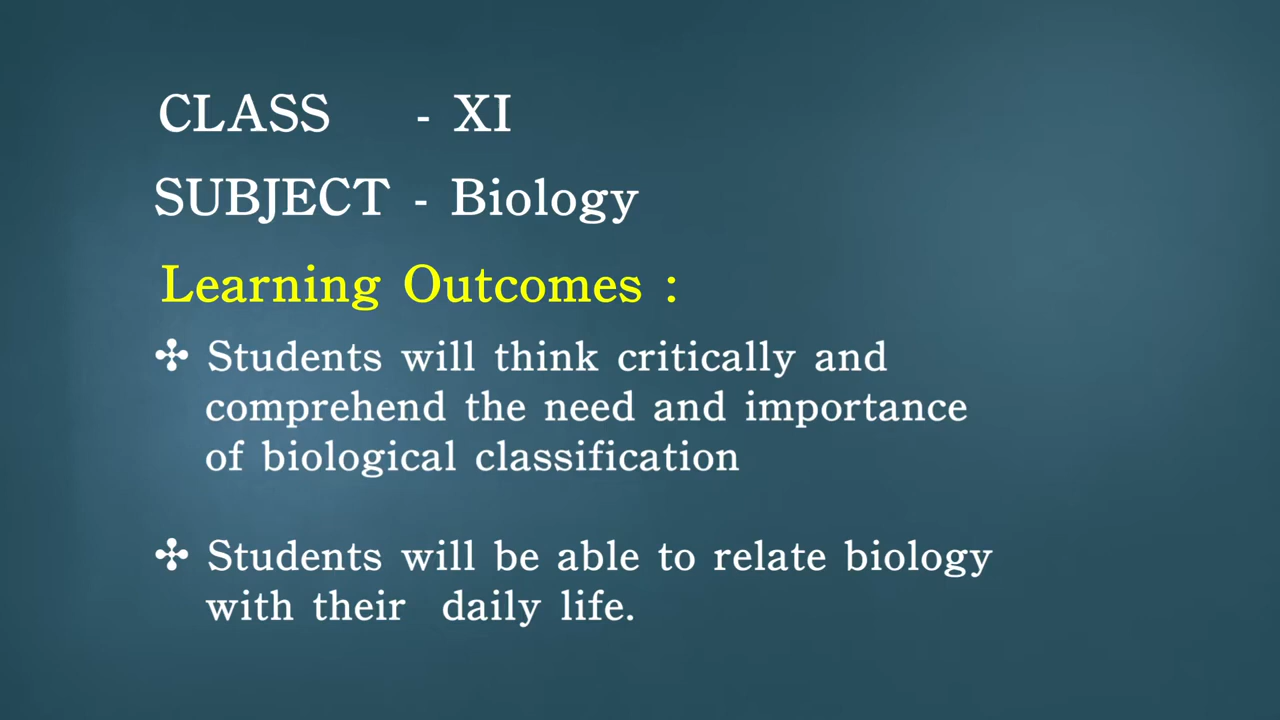 CLASS - XI
SUBJECT - Biology
Learning Outcomes :
✣ Students will think critically and
comprehend the need and importance
of biological classification
✣ Students will be able to relate biology
with their daily life.